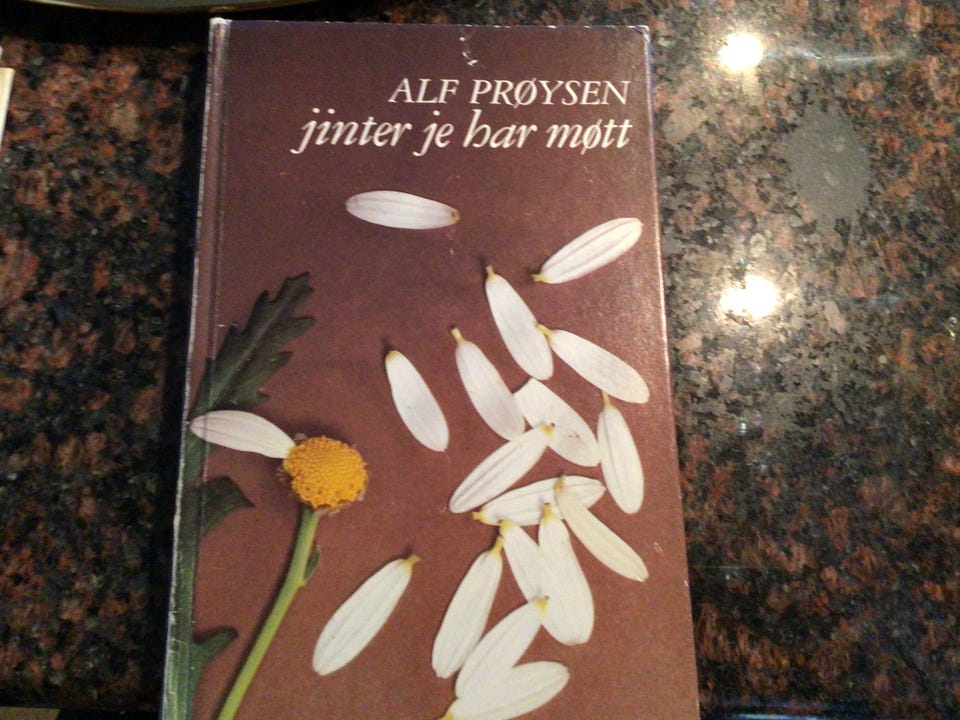 ALF PRØYSEN
jinter je har møtt